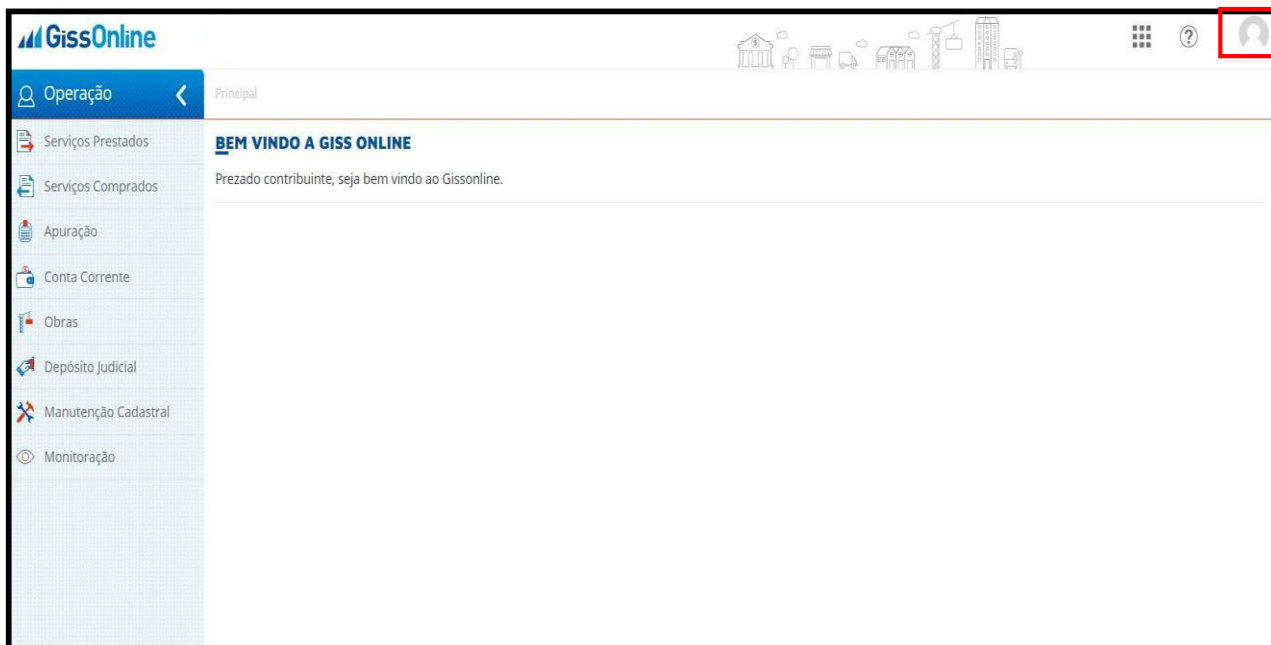 GissOnline
?
Operação
Principal
Serviços Prestados
Serviços Comprados
Apuração
Conta Corrente
Obras
Depósito Judicial
Manutenção Cadastral
Monitoração
BEM VINDO A GISS ONLINE
Prezado contribuinte, seja bem vindo ao Gissonline.